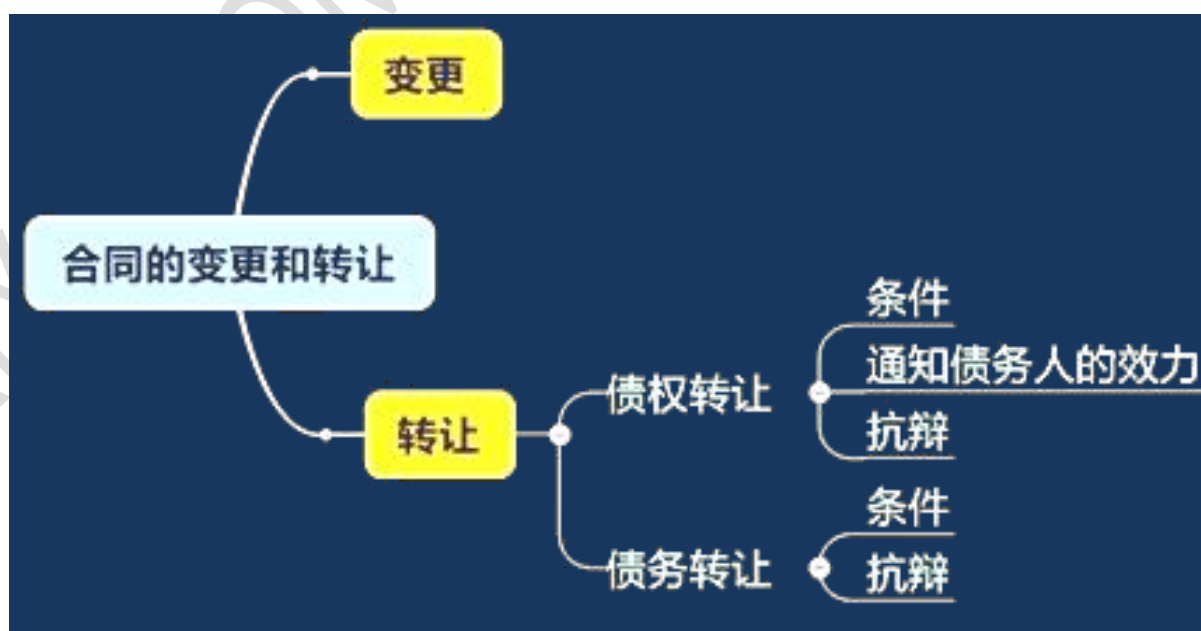 变更
合同的变更和转让
转让
债权转让
条件
通知债务人的效力
抗辩
债务转让
条件
抗辩